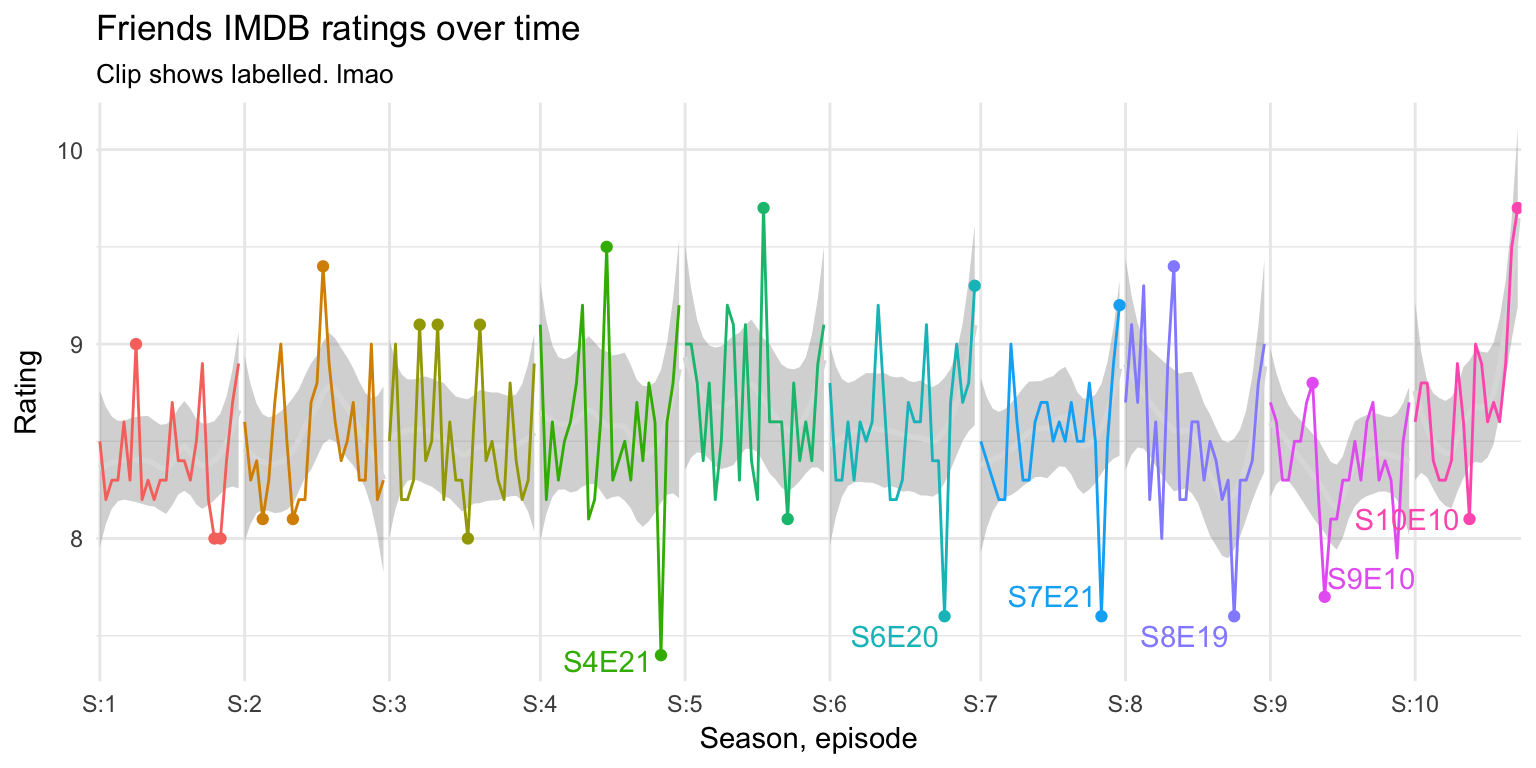 Friends IMDB ratings over time
Clip shows labelled. lmao
10
9
8
Rating
S4E21
S6E20
S7E21
S8E19
S9E10
S10E10
S:1 S:2 S:3 S:4 S:5 S:6 S:7 S:8 S:9 S:10
Season, episode